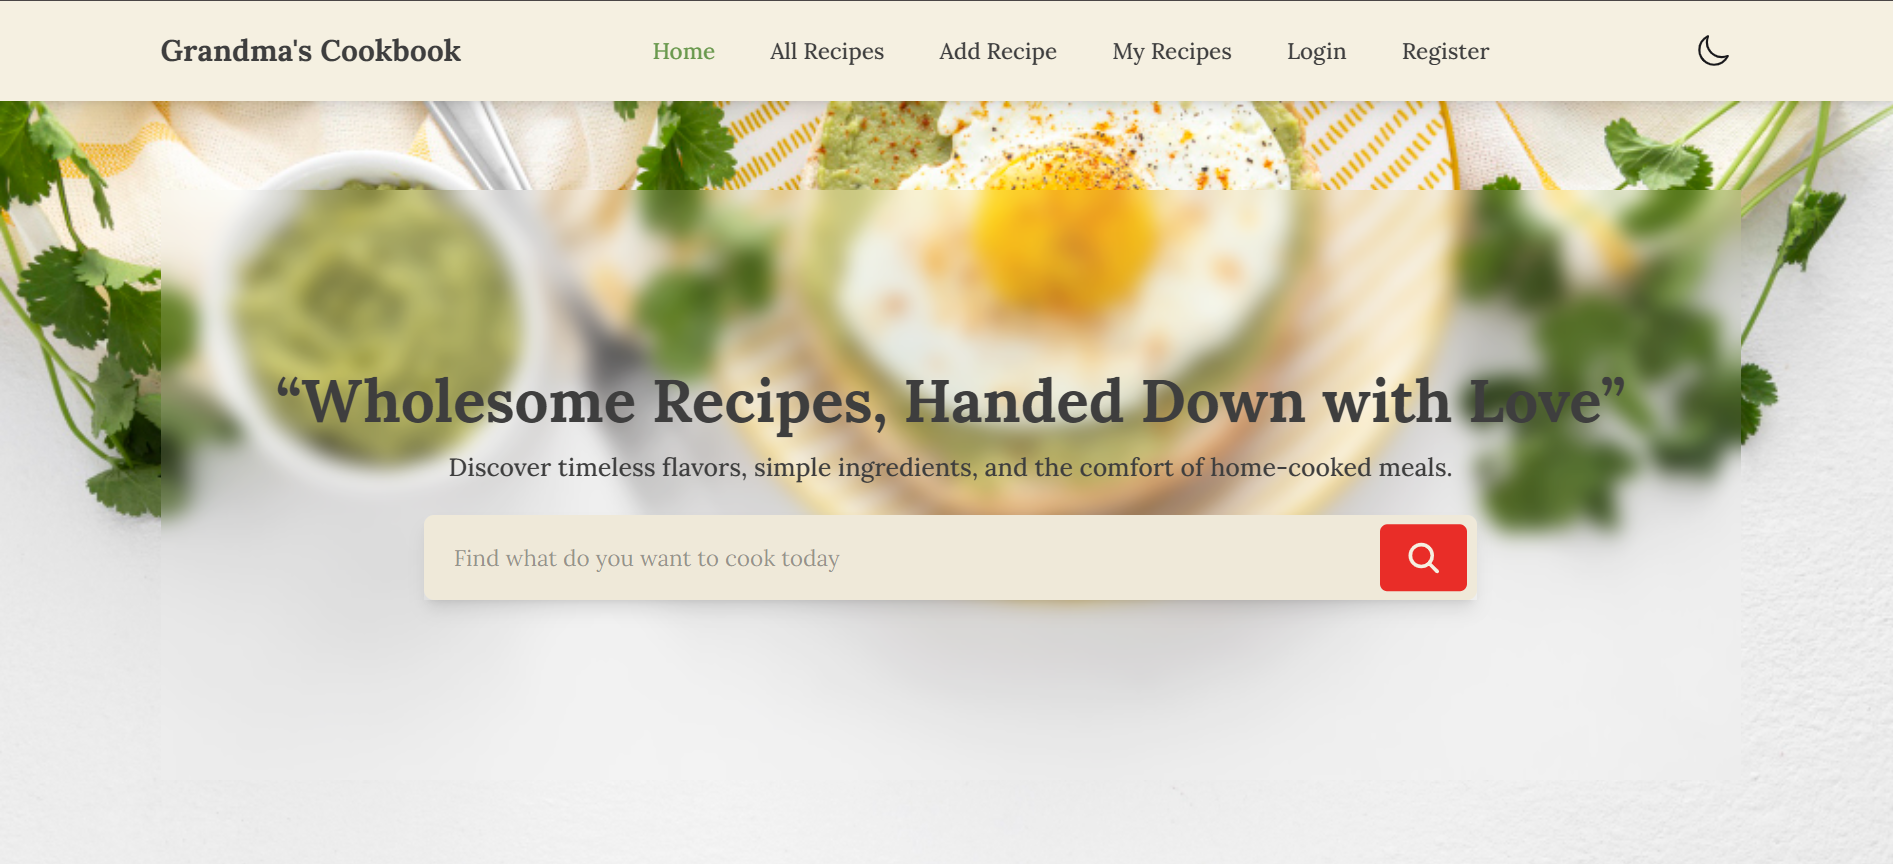 Grandma's Cookbook
Home All Recipes Add Recipe My Recipes Login Register
“Wholesome Recipes, Handed Down with Love”
Discover timeless flavors, simple ingredients, and the comfort of home-cooked meals.
Find what do you want to cook today